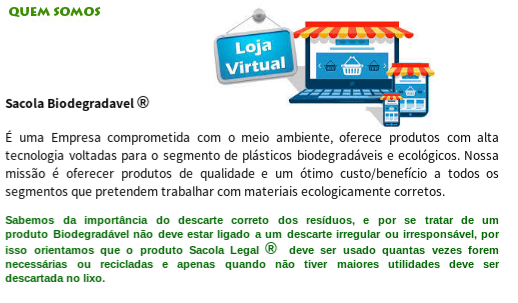 QUEM SOMOS
Loja
Virtual
Sacola Biodegradavel ®
É uma Empresa comprometida com o meio ambiente, oferece produtos com alta
tecnologia voltadas para o segmento de plásticos biodegradáveis e ecológicos. Nossa
missão é oferecer produtos de qualidade e um ótimo custo/benefício a todos os
segmentos que pretendem trabalhar com materiais ecologicamente corretos.
Sabemos da importância do descarte correto dos resíduos, e por se tratar de um
produto Biodegradável não deve estar ligado a um descarte irregular ou irresponsável, por
isso orientamos que o produto Sacola Legal ® deve ser usado quantas vezes forem
necessárias ou recicladas e apenas quando não tiver maiores utilidades deve ser
descartada no lixo.